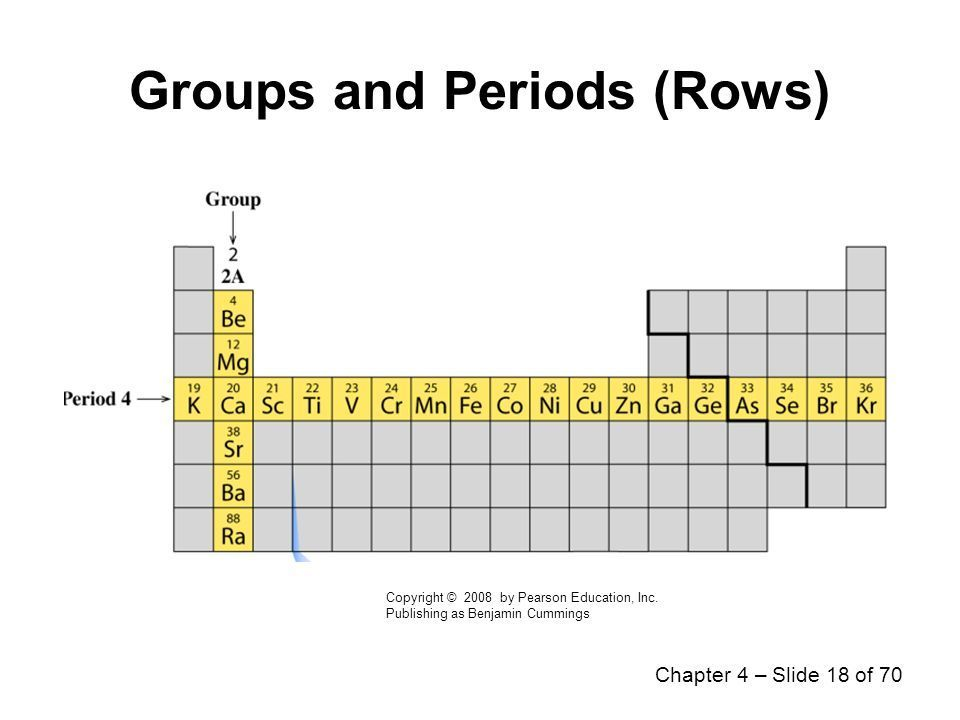 Groups and Periods (Rows)
Group
2
2A
4
Be
12
Mg
Period 4
19 20 21 22 23 24 25 26 27 28 29 30 31 32 33 34 35 36
K Ca Sc Ti V Cr Mn Fe Co Ni Cu Zn Ga Ge As Se Br Kr
38
Sr
56
Ba
88
Ra
Copyright © 2008 by Pearson Education, Inc.
Publishing as Benjamin Cummings
Chapter 4 – Slide 18 of 70